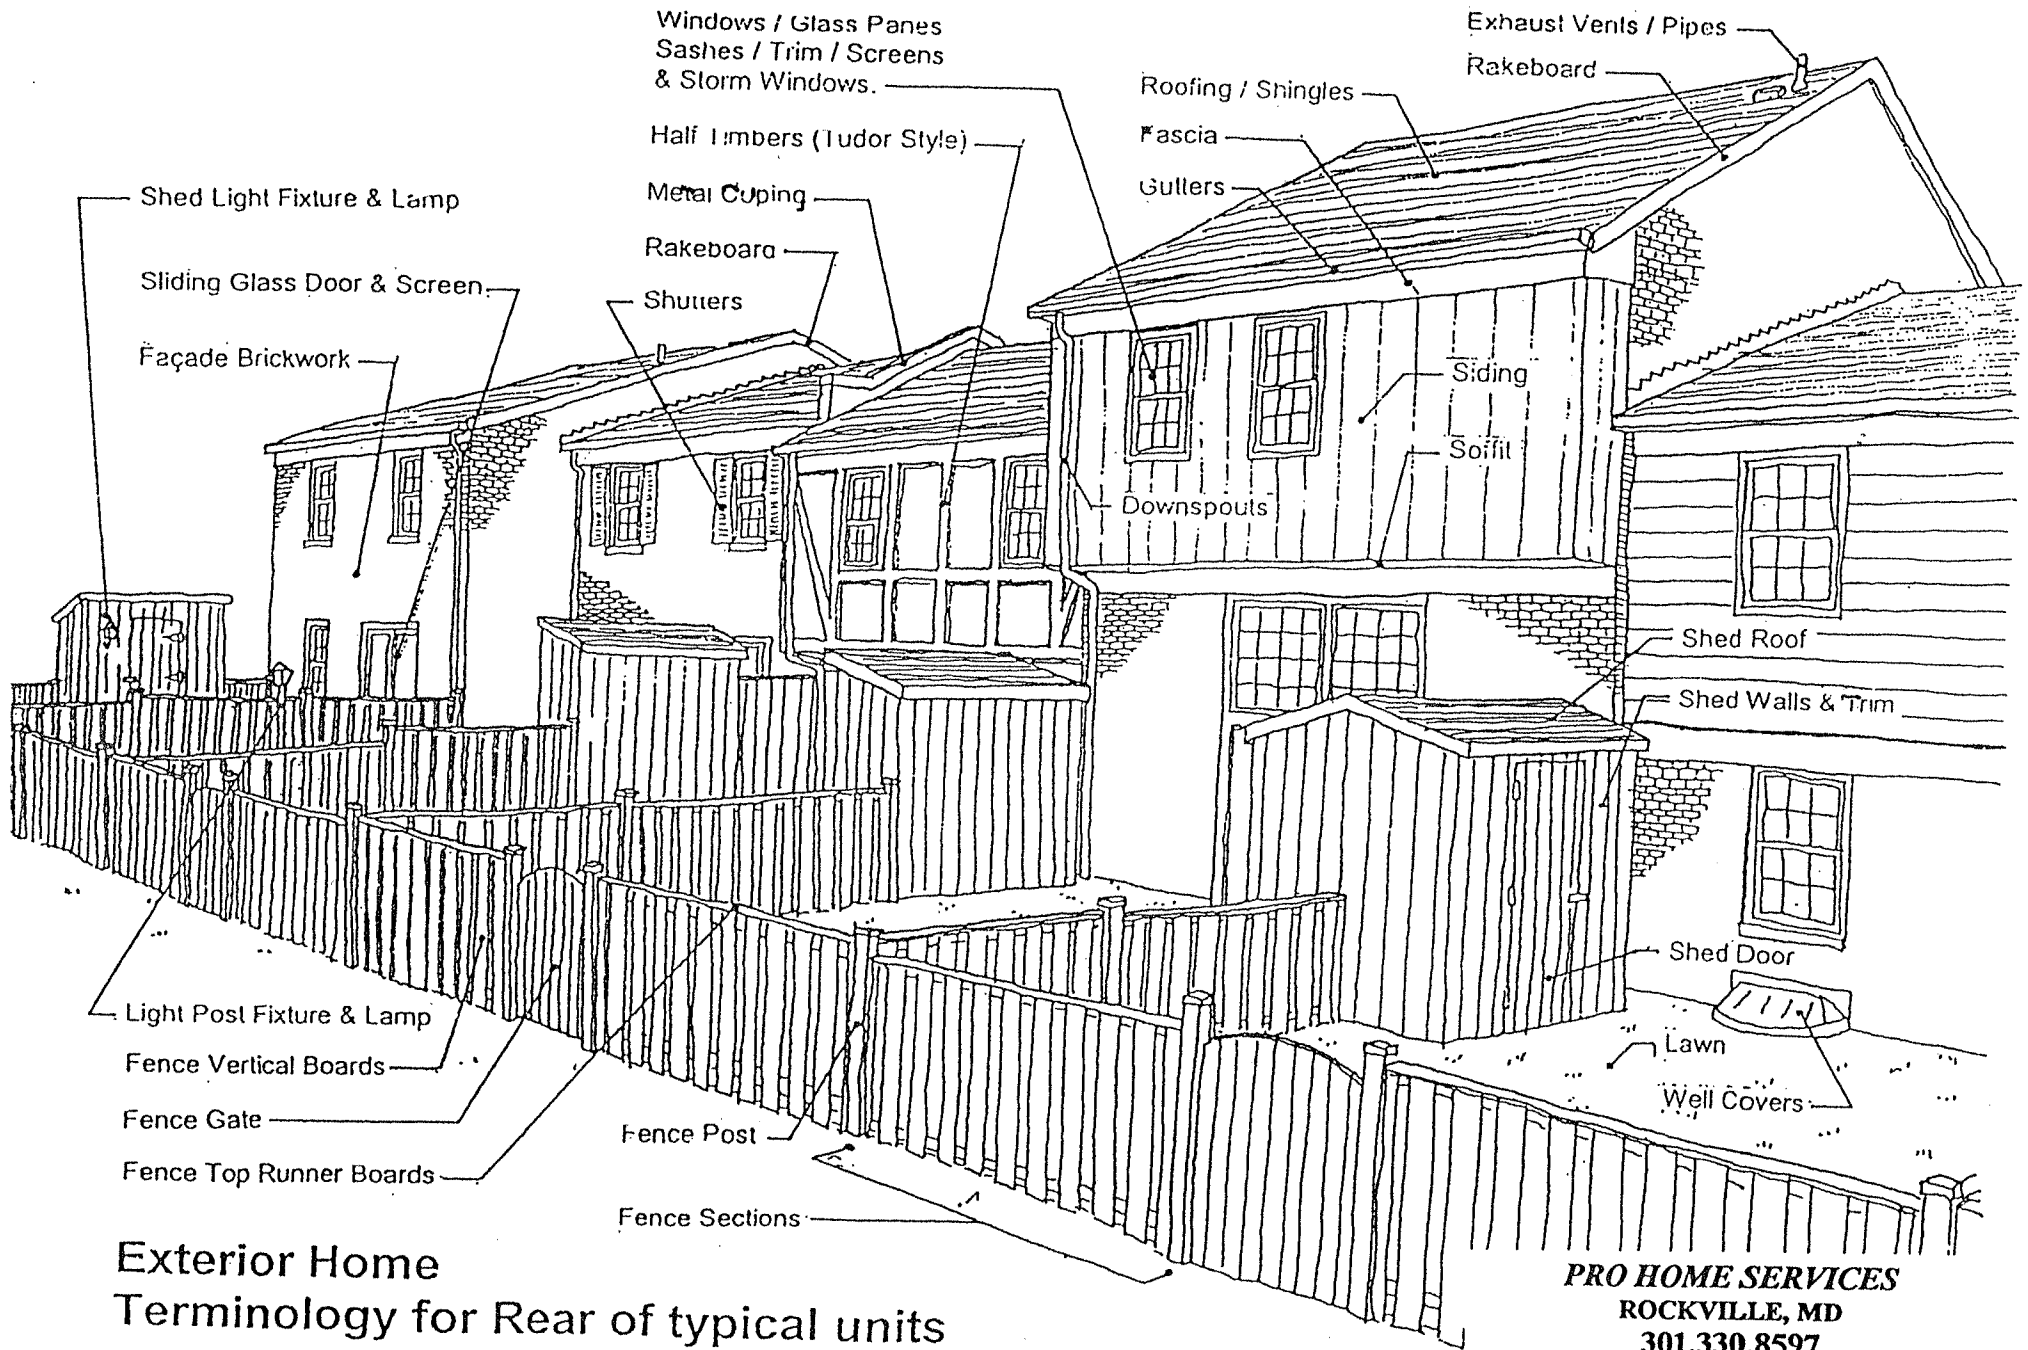 Windows / Glass Panes
Sashes / Trim / Screens
& Storm Windows.
Half Timbers (Tudor Style)
Metal Coping
Rakeboard
Shutters
Exhaust Vents / Pipes
Rakeboard
Roofing / Shingles
Fascia
Gutters
Shed Light Fixture & Lamp
Sliding Glass Door & Screen
Façade Brickwork
Siding
Soffit
Downspouts
Shed Roof
Shed Walls & Trim
Shed Door
Lawn
Well Covers
Light Post Fixture & Lamp
Fence Vertical Boards
Fence Gate
Fence Top Runner Boards
Fence Post
Fence Sections
Exterior Home
Terminology for Rear of typical units
PRO HOME SERVICES
ROCKVILLE, MD
301.330.8597